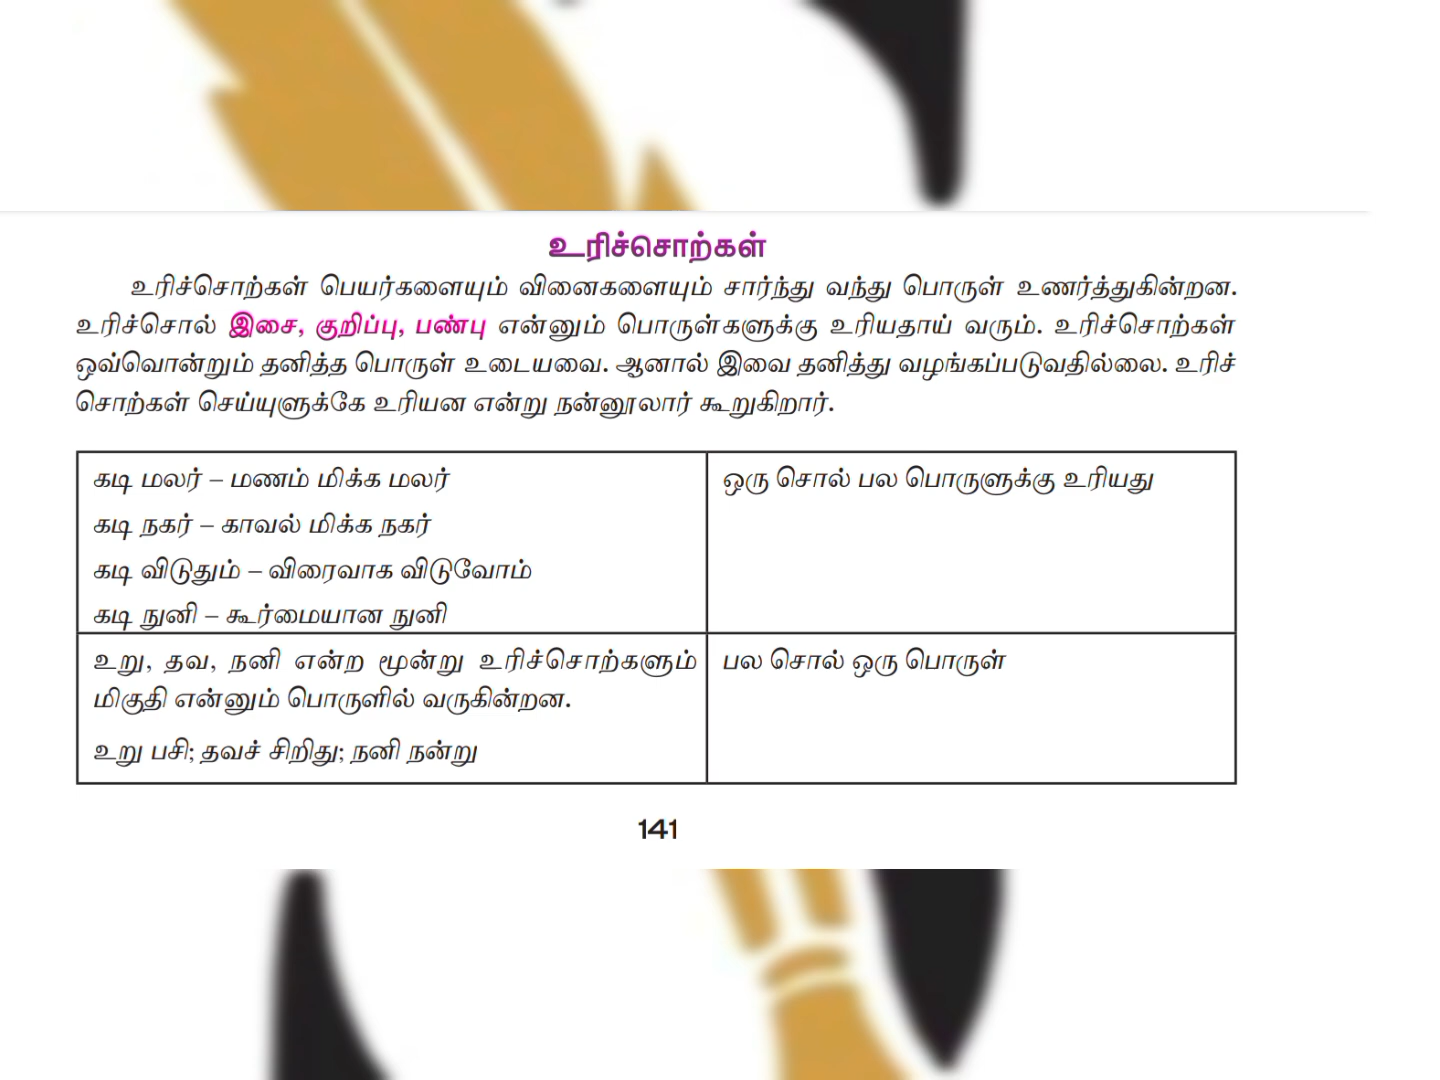 உரிச்சொற்கள்
உரிச்சொற்கள் பெயர்களையும் வினைகளையும் சார்ந்து வந்து பொருள் உணர்த்துகின்றன.
உரிச்சொல் இசை, குறிப்பு, பண்பு என்னும் பொருள்களுக்கு உரியதாய் வரும். உரிச்சொற்கள்
ஒவ்வொன்றும் தனித்த பொருள் உடையவை. ஆனால் இவை தனித்து வழங்கப்படுவதில்லை. உரிச்
சொற்கள் செய்யுளுக்கே உரியன என்று நன்னூலார் கூறுகிறார்.
கடி மலர் – மணம் மிக்க மலர்
கடி நகர் – காவல் மிக்க நகர்
கடி விடுதும் – விரைவாக விடுவோம்
கடி நுனி – கூர்மையான நுனி
ஒரு சொல் பல பொருளுக்கு உரியது
உறு, தவ, நனி என்ற மூன்று உரிச்சொற்களும்
மிகுதி என்னும் பொருளில் வருகின்றன.
உறு பசி; தவச் சிறிது; நனி நன்று
பல சொல் ஒரு பொருள்
141